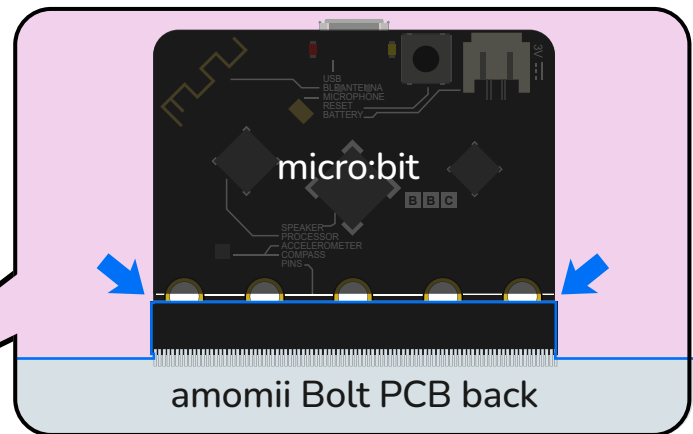 3V
USB
BLE ANTENNA
MICROPHONE
RESET
BATTERY
micro:bit
BBC
SPEAKER
PROCESSOR
ACCELEROMETER
COMPASS
PINS
amomii Bolt PCB back